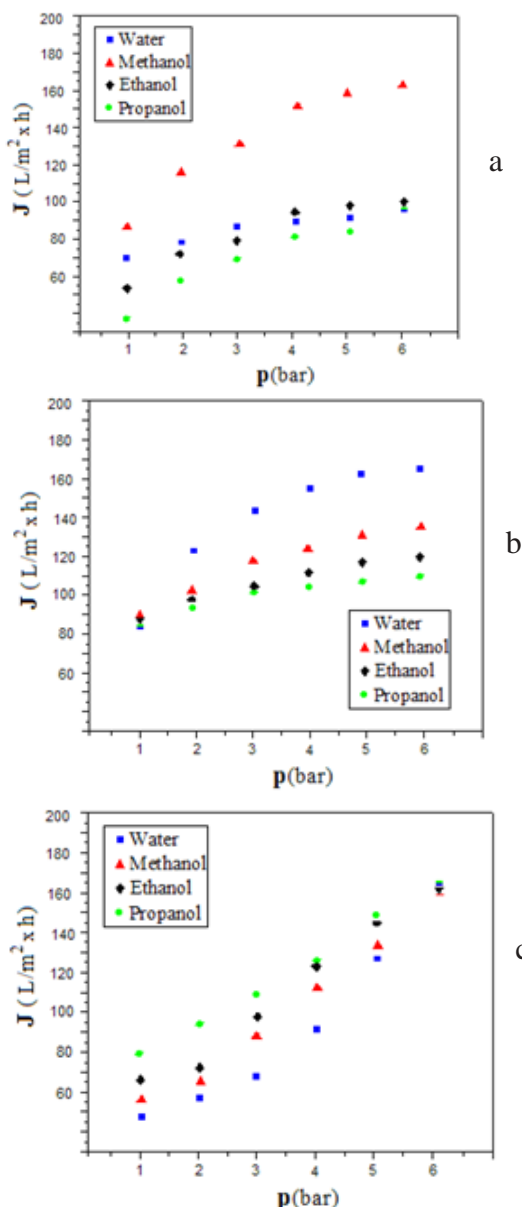 200
Water
Methanol
Ethanol
Propanol
180
160
140
120
100
80
60
J ( L/m² x h)
1 2 3 4 5 6
p(bar)
a
200
180
160
140
120
100
80
60
J ( L/m² x h)
Water
Methanol
Ethanol
Propanol
1 2 3 4 5 6
p(bar)
b
200
Water
Methanol
Ethanol
Propanol
180
160
140
120
100
80
60
J ( L/m² x h)
1 2 3 4 5 6
p(bar)
c